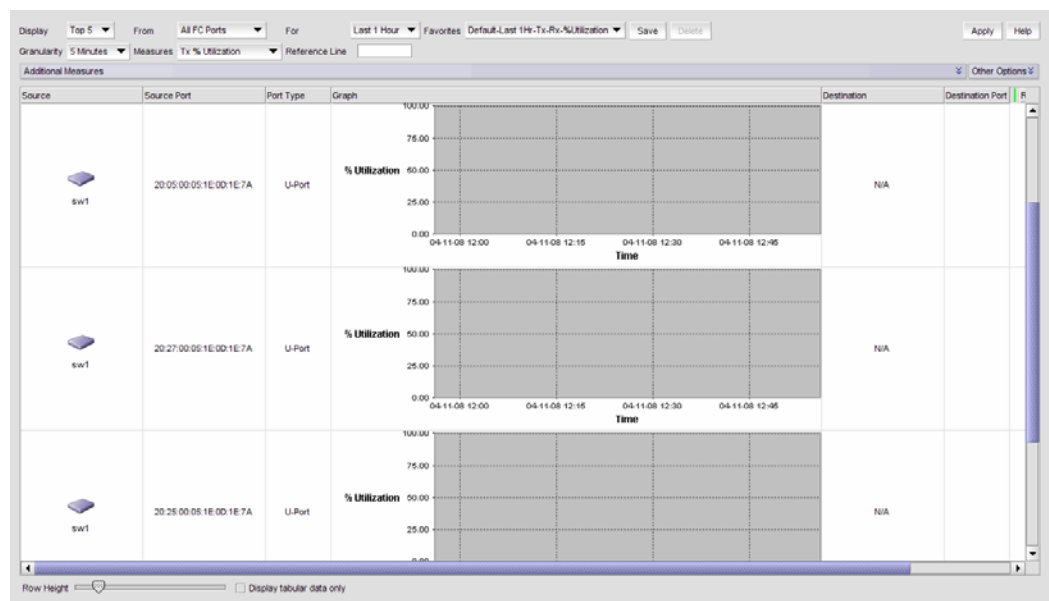 Display Top 5 From All FC Ports For Last 1 Hour Favorites Default-Last 1Hr-Tx-Rx-%Utilization Save Delete Apply Help
Granularity 5 Minutes Measures Tx % Utilization Reference Line
Additional Measures Other Options
Source Source Port Port Type Graph Destination Destination Port R
100.00
75.00
% Utilization 50.00
sw1 20:05:00:05:1E:0D:1E:7A U-Port N/A
25.00
0.00
04-11-08 12:00 04-11-08 12:15 04-11-08 12:30 04-11-08 12:45
Time
100.00
75.00
% Utilization 50.00
sw1 20:27:00:05:1E:0D:1E:7A U-Port N/A
25.00
0.00
04-11-08 12:00 04-11-08 12:15 04-11-08 12:30 04-11-08 12:45
Time
100.00
75.00
% Utilization 50.00
sw1 20:25:00:05:1E:0D:1E:7A U-Port N/A
25.00
0.00
Row Height Display tabular data only